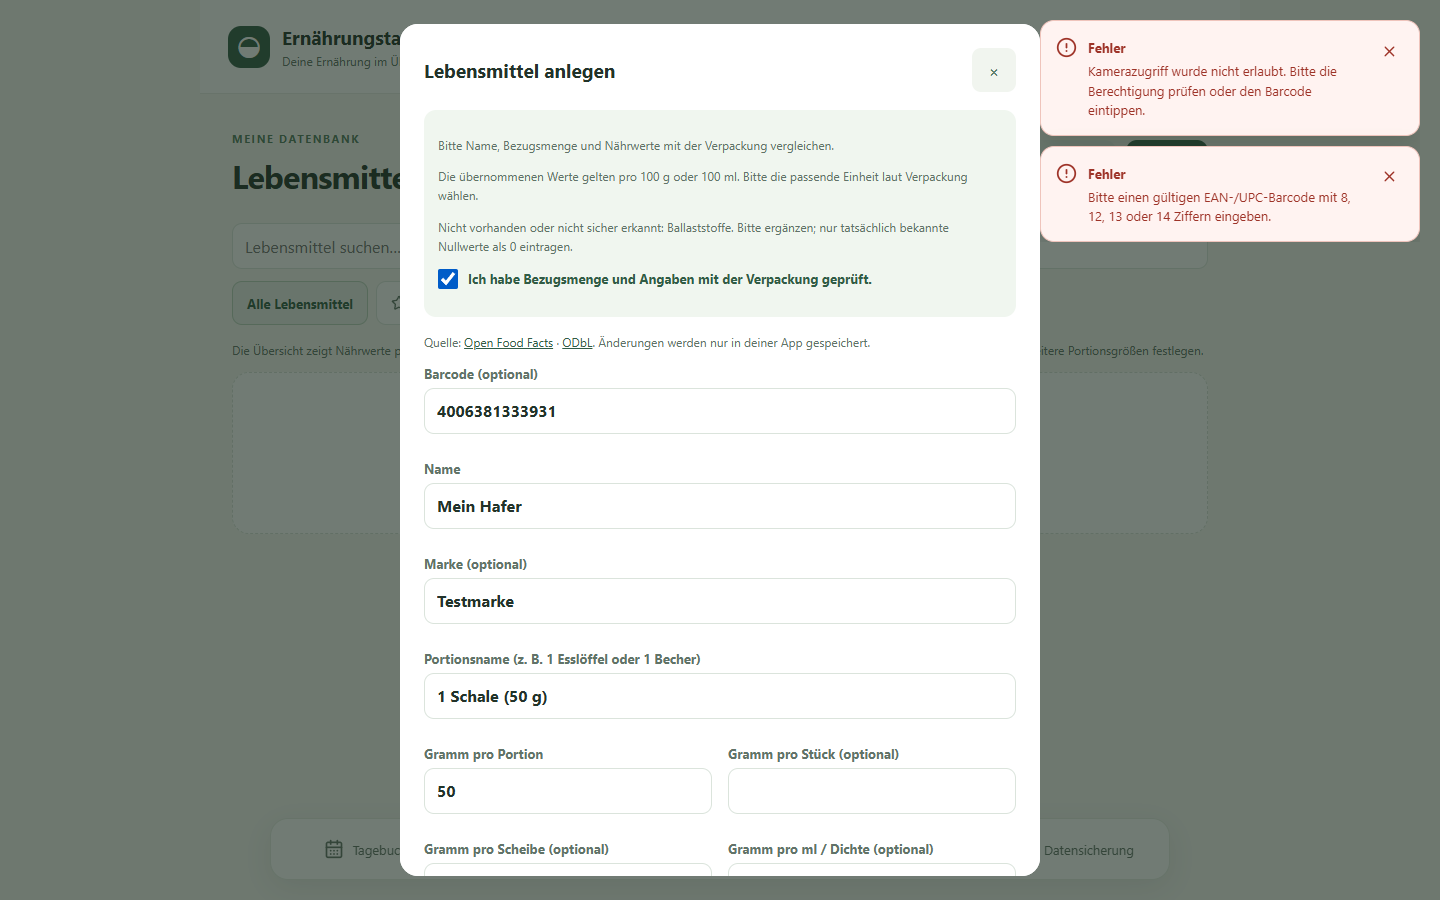 Ernährungsta
Deine Ernährung im Ü
MEINE DATENBANK
Lebensmitte
Lebensmittel suchen...
Alle Lebensmittel
Die Übersicht zeigt Nährwerte p
eitere Portionsgrößen festlegen.
Tagebuc
Datensicherung
Lebensmittel anlegen
×
Bitte Name, Bezugsmenge und Nährwerte mit der Verpackung vergleichen.
Die übernommenen Werte gelten pro 100 g oder 100 ml. Bitte die passende Einheit laut Verpackung
wählen.
Nicht vorhanden oder nicht sicher erkannt: Ballaststoffe. Bitte ergänzen; nur tatsächlich bekannte
Nullwerte als 0 eintragen.
Ich habe Bezugsmenge und Angaben mit der Verpackung geprüft.
Quelle: Open Food Facts · ODbL. Änderungen werden nur in deiner App gespeichert.
Barcode (optional)
4006381333931
Name
Mein Hafer
Marke (optional)
Testmarke
Portionsname (z. B. 1 Esslöffel oder 1 Becher)
1 Schale (50 g)
Gramm pro Portion
50
Gramm pro Stück (optional)
Gramm pro Scheibe (optional)
Gramm pro ml / Dichte (optional)
Fehler
Kamerazugriff wurde nicht erlaubt. Bitte die
Berechtigung prüfen oder den Barcode
eintippen.
Fehler
Bitte einen gültigen EAN-/UPC-Barcode mit 8,
12, 13 oder 14 Ziffern eingeben.